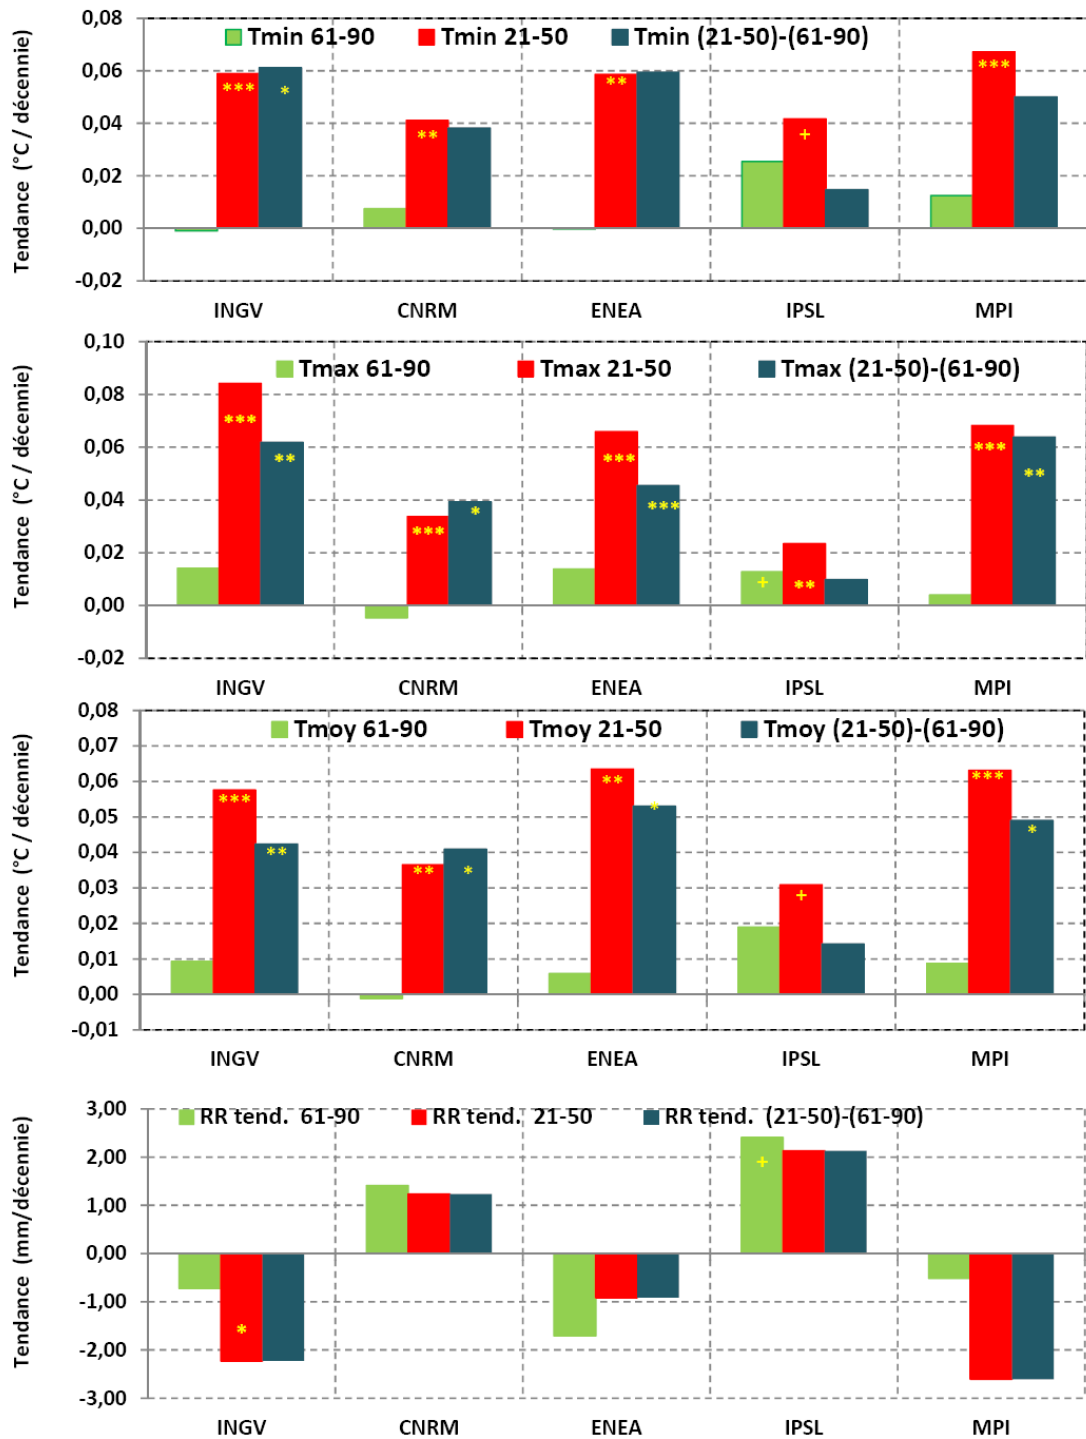 Tmin 61-90 Tmin 21-50 Tmin (21-50)-(61-90)
Tendance (°C / décennie)
0,08
0,06
0,04
0,02
0,00
-0,02
*** * ** ** + ***
INGV CNRM ENEA IPSL MPI
Tmax 61-90 Tmax 21-50 Tmax (21-50)-(61-90)
Tendance (°C / décennie)
0,10
0,08
0,06
0,04
0,02
0,00
-0,02
*** ** *** * *** *** + ** *** **
INGV CNRM ENEA IPSL MPI
Tmoy 61-90 Tmoy 21-50 Tmoy (21-50)-(61-90)
Tendance (°C / décennie)
0,08
0,07
0,06
0,05
0,04
0,03
0,02
0,01
0,00
-0,01
*** ** ** * ** * + *** *
INGV CNRM ENEA IPSL MPI
RR tend. 61-90 RR tend. 21-50 RR tend. (21-50)-(61-90)
Tendance (mm/décennie)
3,00
2,00
1,00
0,00
-1,00
-2,00
-3,00
* +
INGV CNRM ENEA IPSL MPI